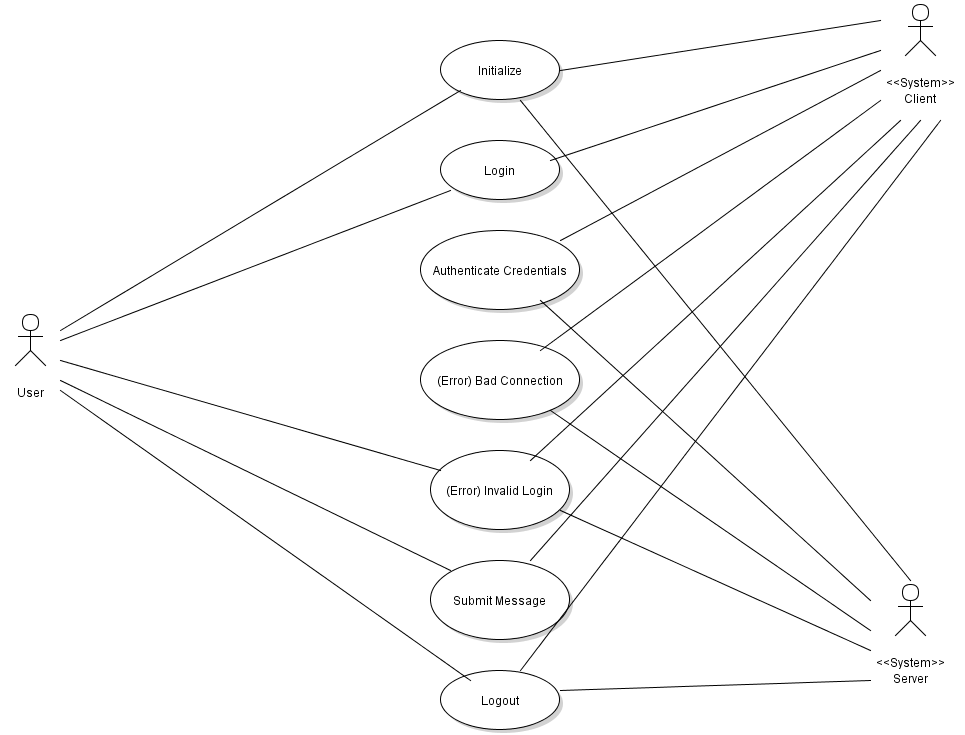 Initialize
<<System>>
Client
Login
Authenticate Credentials
(Error) Bad Connection
User
(Error) Invalid Login
Submit Message
<<System>>
Server
Logout